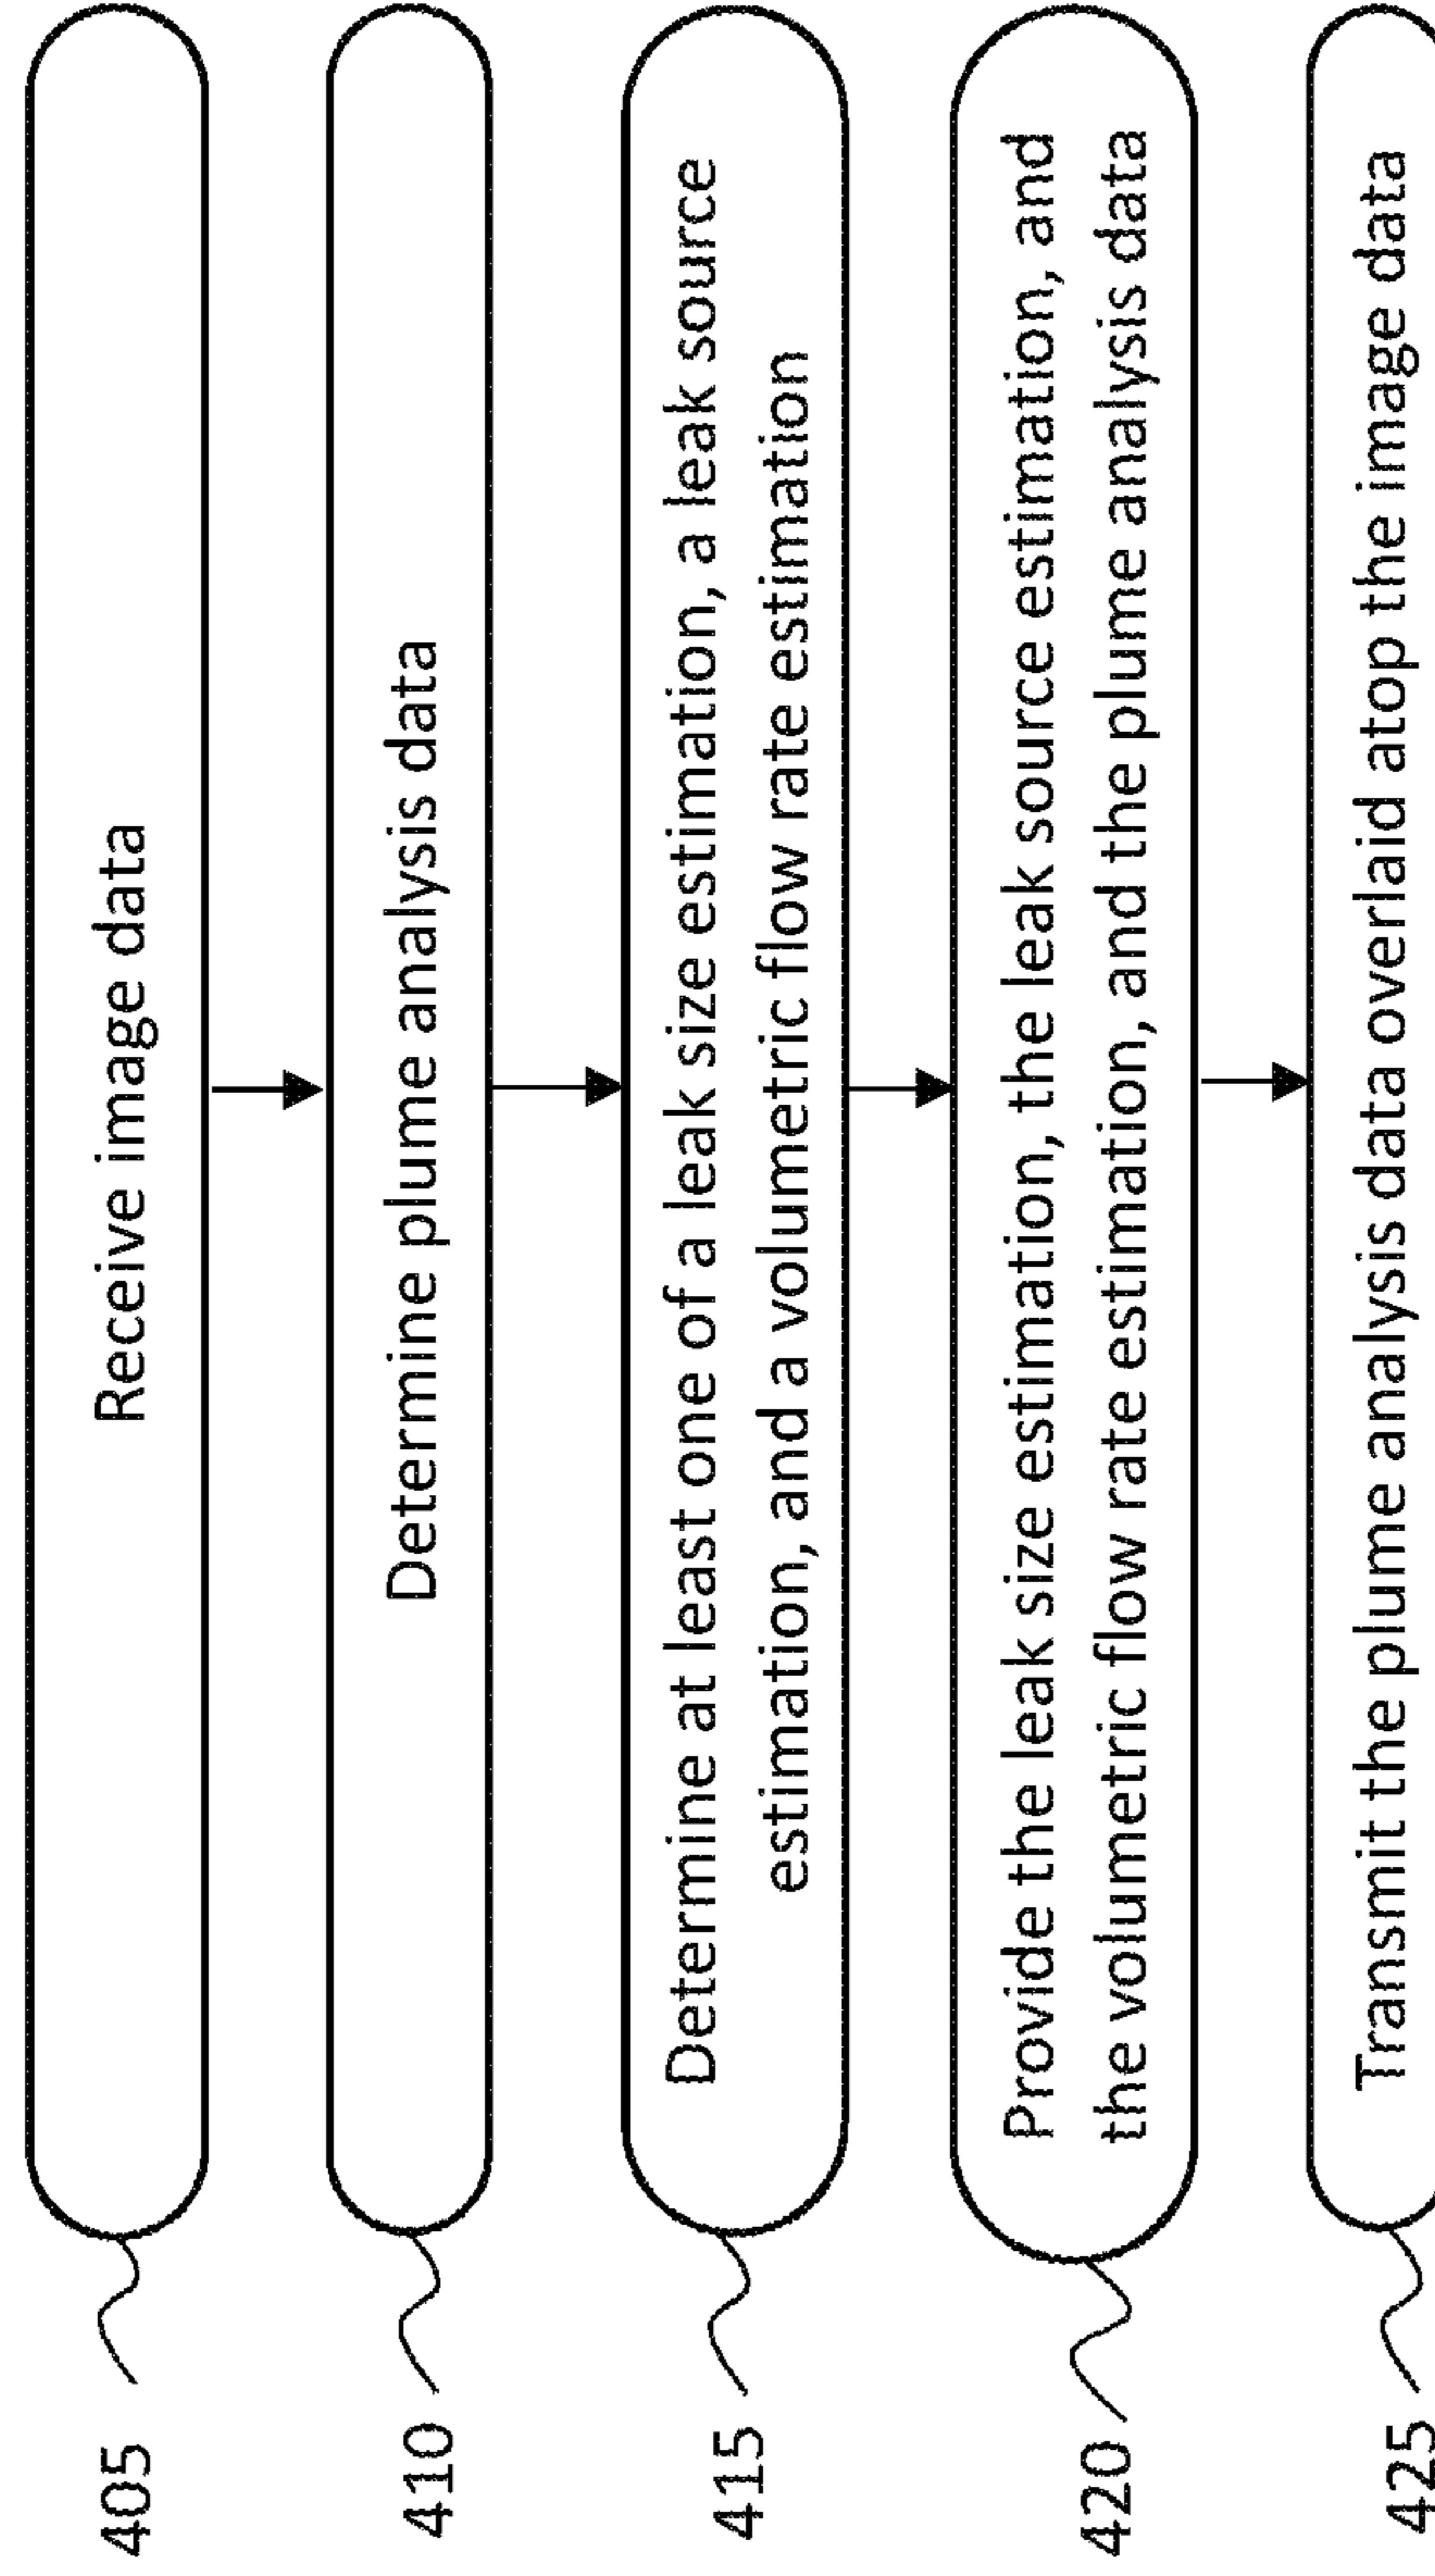 405
Receive image data
410
Determine plume analysis data
415
Determine at least one of a leak size estimation, a leak source
estimation, and a volumetric flow rate estimation
420
Provide the leak size estimation, the leak source estimation, and
the volumetric flow rate estimation, and the plume analysis data
425
Transmit the plume analysis data overlaid atop the image data